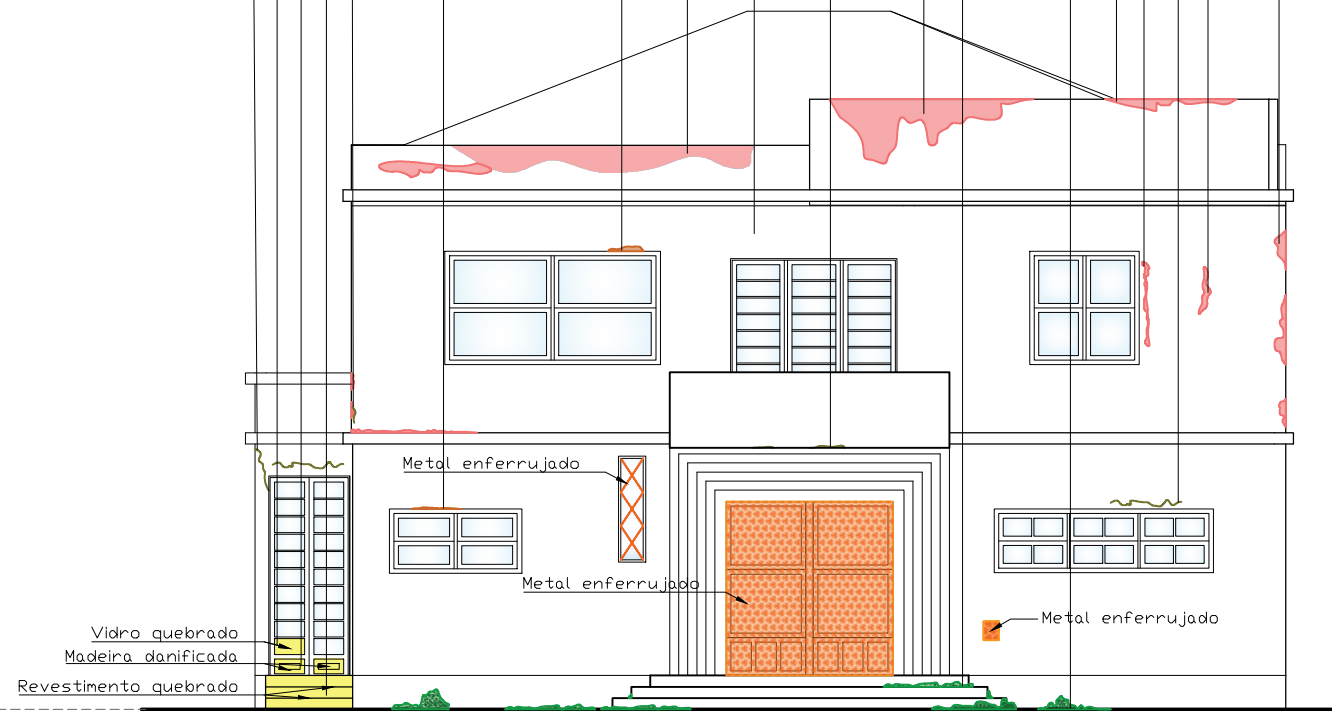 Metal enferrujado
Metal enferrujado
Metal enferrujado
Vidro quebrado
Madeira danificada
Revestimento quebrado